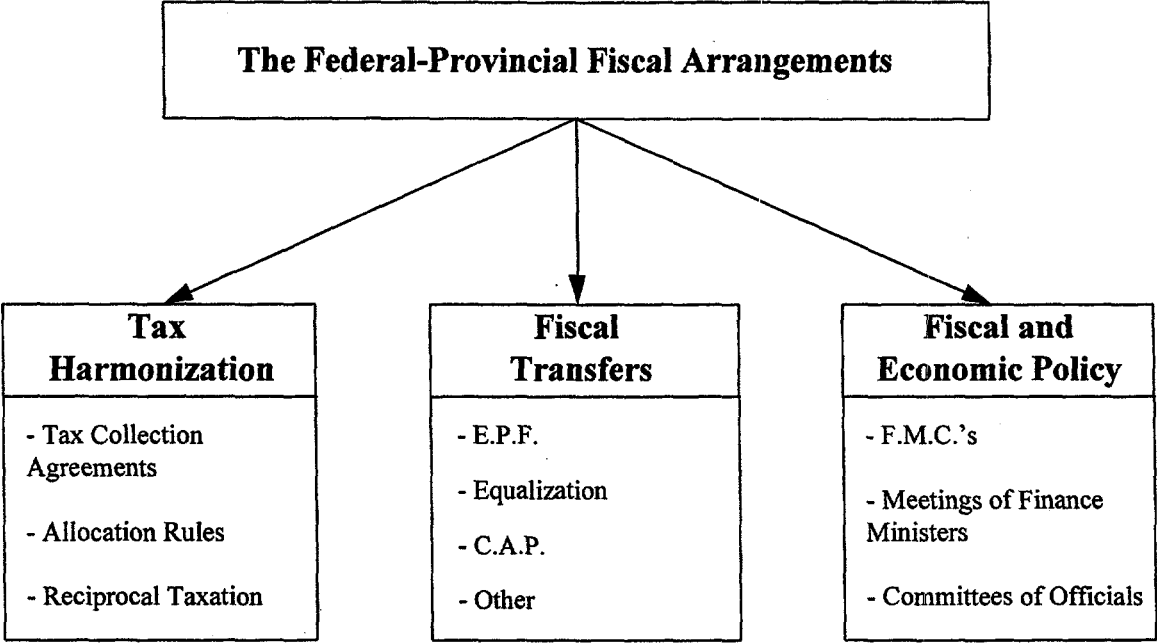 The Federal-Provincial Fiscal Arrangements
Tax
Harmonization
- Tax Collection
Agreements
- Allocation Rules
- Reciprocal Taxation
Fiscal
Transfers
- E.P.F.
- Equalization
- C.A.P.
- Other
Fiscal and
Economic Policy
- F.M.C.'s
- Meetings of Finance
Ministers
- Committees of Officials